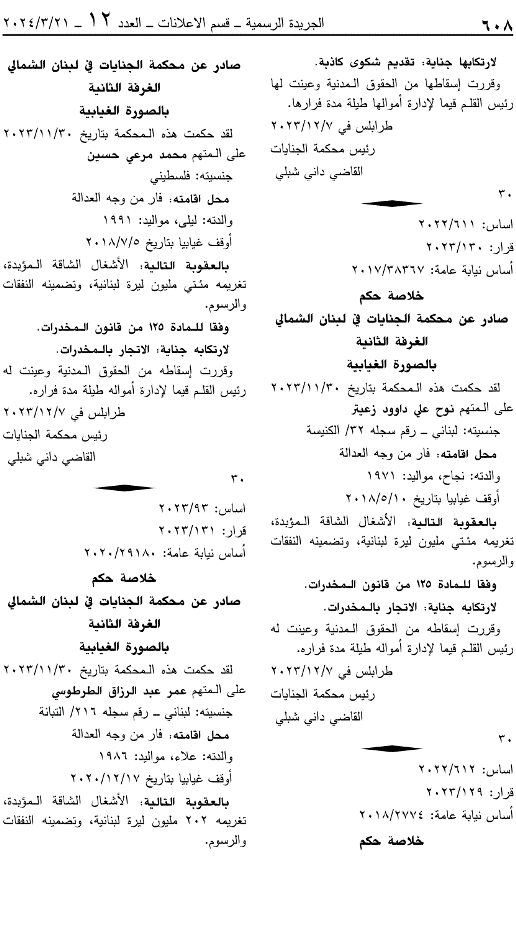 ٦٠٨
الجريدة الرسمية ــ قسم الاعلانات ــ العدد ١٢ ــ ٢٠٢٤/٣/٢١
لارتكابها جناية: تقديم شكوى كاذبة.
وقررت إسقاطها من الحقوق المدنية وعينت لها
رئيس القلم قيما لإدارة أموالها طيلة مدة فرارها.
طرابلس في ٢٠٢٣/١٢/٧
رئيس محكمة الجنايات
القاضي داني شبلي
٣٠
اساس: ٢٠٢٢/٦١١
قرار: ٢٠٢٣/١٣٠
أساس نيابة عامة: ٢٠١٧/٣٨٣٦٧
خلاصة حكم
صادر عن محكمة الجنايات في لبنان الشمالي
الغرفة الثانية
بالصورة الغيابية
لقد حكمت هذه المحكمة بتاريخ ٢٠٢٣/١١/٣٠
على المتهم نوح علي داوود زعيتر
جنسيته: لبناني ــ رقم سجله ٣٢/ الكنيسة
محل اقامته: فار من وجه العدالة
والدته: نجاح، مواليد: ١٩٧١
أوقف غيابيا بتاريخ ٢٠١٨/٥/١٠
بالعقوبة التالية: الأشغال الشاقة المؤبدة،
تغريمه مئتي مليون ليرة لبنانية، وتضمينه النفقات
والرسوم.
وفقا للمادة ١٢٥ من قانون المخدرات.
لارتكابه جناية: الاتجار بالمخدرات.
وقررت إسقاطه من الحقوق المدنية وعينت له
رئيس القلم قيما لإدارة أمواله طيلة مدة فراره.
طرابلس في ٢٠٢٣/١٢/٧
رئيس محكمة الجنايات
القاضي داني شبلي
٣٠
اساس: ٢٠٢٢/٦١٢
قرار: ٢٠٢٣/١٢٩
أساس نيابة عامة: ٢٠١٨/٢٧٧٤
خلاصة حكم
صادر عن محكمة الجنايات في لبنان الشمالي
الغرفة الثانية
بالصورة الغيابية
لقد حكمت هذه المحكمة بتاريخ ٢٠٢٣/١١/٣٠
على المتهم محمد مرعي حسين
جنسيته: فلسطيني
محل اقامته: فار من وجه العدالة
والدته: ليلى، مواليد: ١٩٩١
أوقف غيابيا بتاريخ ٢٠١٨/٧/٥
بالعقوبة التالية: الأشغال الشاقة المؤبدة،
تغريمه مئتي مليون ليرة لبنانية، وتضمينه النفقات
والرسوم.
وفقا للمادة ١٢٥ من قانون المخدرات.
لارتكابه جناية: الاتجار بالمخدرات.
وقررت إسقاطه من الحقوق المدنية وعينت له
رئيس القلم قيما لإدارة أمواله طيلة مدة فراره.
طرابلس في ٢٠٢٣/١٢/٧
رئيس محكمة الجنايات
القاضي داني شبلي
٣٠
اساس: ٢٠٢٣/٩٣
قرار: ٢٠٢٣/١٣١
أساس نيابة عامة: ٢٠٢٠/٢٩١٨٠
خلاصة حكم
صادر عن محكمة الجنايات في لبنان الشمالي
الغرفة الثانية
بالصورة الغيابية
لقد حكمت هذه المحكمة بتاريخ ٢٠٢٣/١١/٣٠
على المتهم عمر عبد الرزاق الطرطوسي
جنسيته: لبناني ــ رقم سجله ٢١٦/ التبانة
محل اقامته: فار من وجه العدالة
والدته: علاء، مواليد: ١٩٨٦
أوقف غيابيا بتاريخ ٢٠٢٠/١٢/١٧
بالعقوبة التالية: الأشغال الشاقة المؤبدة،
تغريمه ٢٠٢ مليون ليرة لبنانية، وتضمينه النفقات
والرسوم.